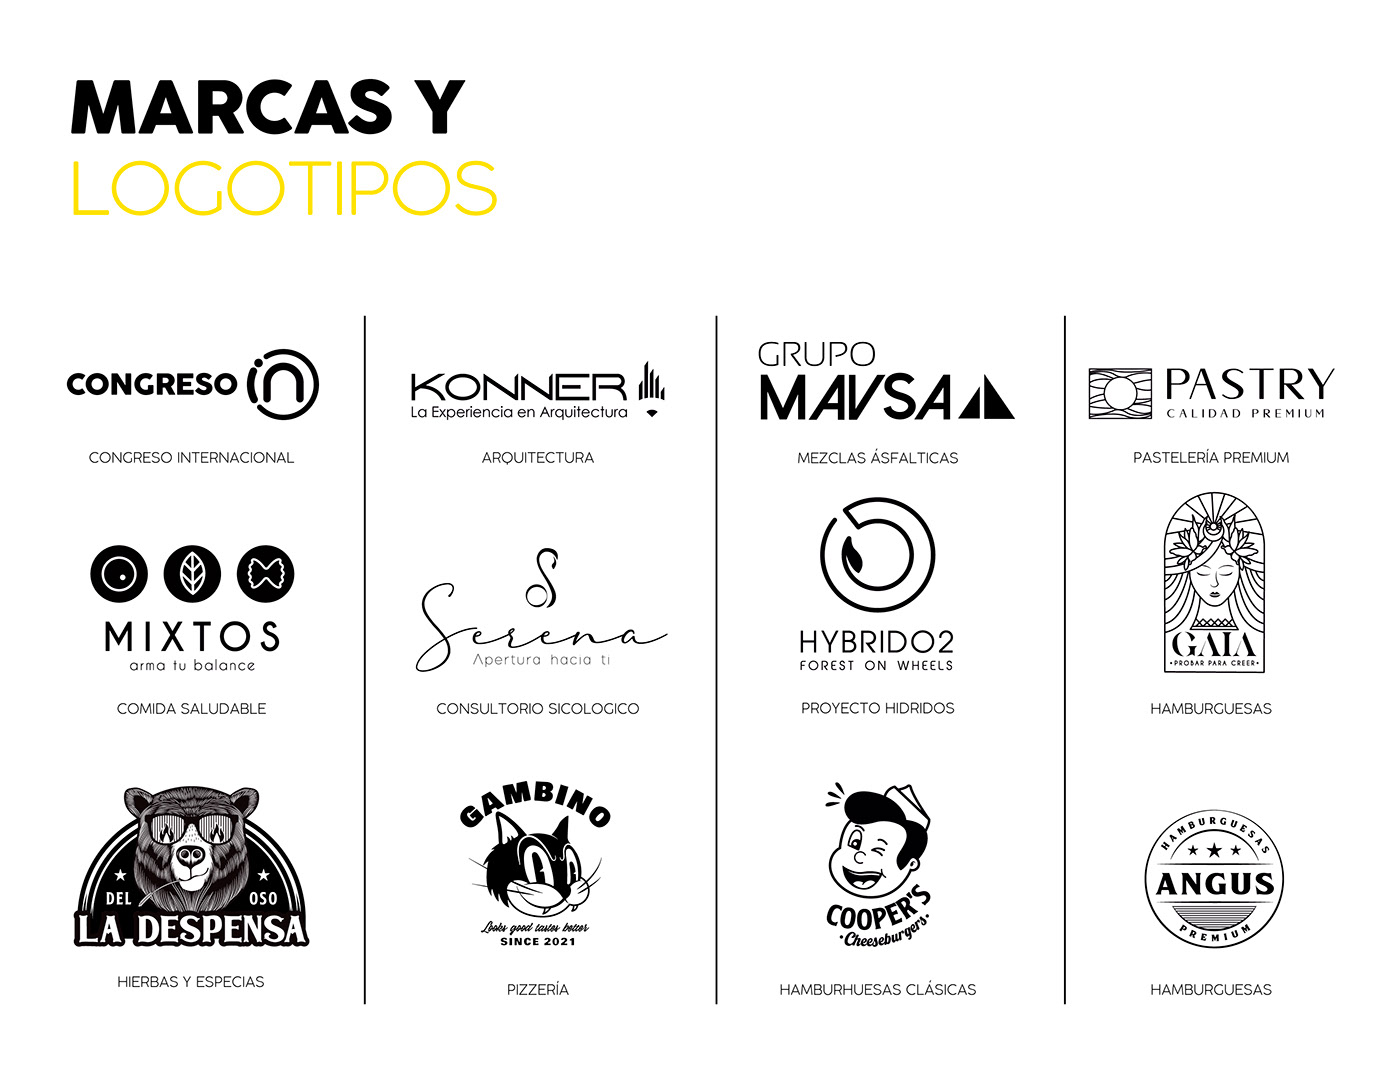 MARCAS Y
LOGOTIPOS
CONGRESO in
CONGRESO INTERNACIONAL
KONNER
La Experiencia en Arquitectura
ARQUITECTURA
GRUPO
MAVSA
MEZCLAS ÁSFALTICAS
PASTRY
CALIDAD PREMIUM
PASTELERÍA PREMIUM
MIXTOS
arma tu balance
COMIDA SALUDABLE
Serena
Apertura hacia ti
CONSULTORIO SICOLOGICO
HYBRIDO2
FOREST ON WHEELS
PROYECTO HIDRIDOS
GAIA
•PROBAR PARA CREER•
HAMBURGUESAS
DEL OSO
LA DESPENSA
HIERBAS Y ESPECIAS
GAMBINO
Looks good tastes better
SINCE 2021
PIZZERÍA
COOPER'S
•Cheeseburgers•
HAMBURHUESAS CLÁSICAS
HAMBURGUESAS
ANGUS
PREMIUM
HAMBURGUESAS